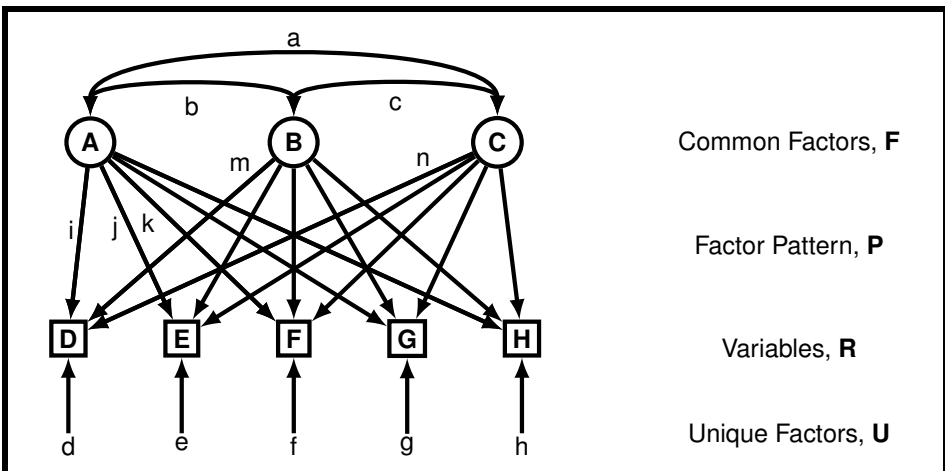 a
b
c
A
B
C
Common Factors, F
m
n
i
j
k
Factor Pattern, P
D
E
F
G
H
Variables, R
d
e
f
g
h
Unique Factors, U